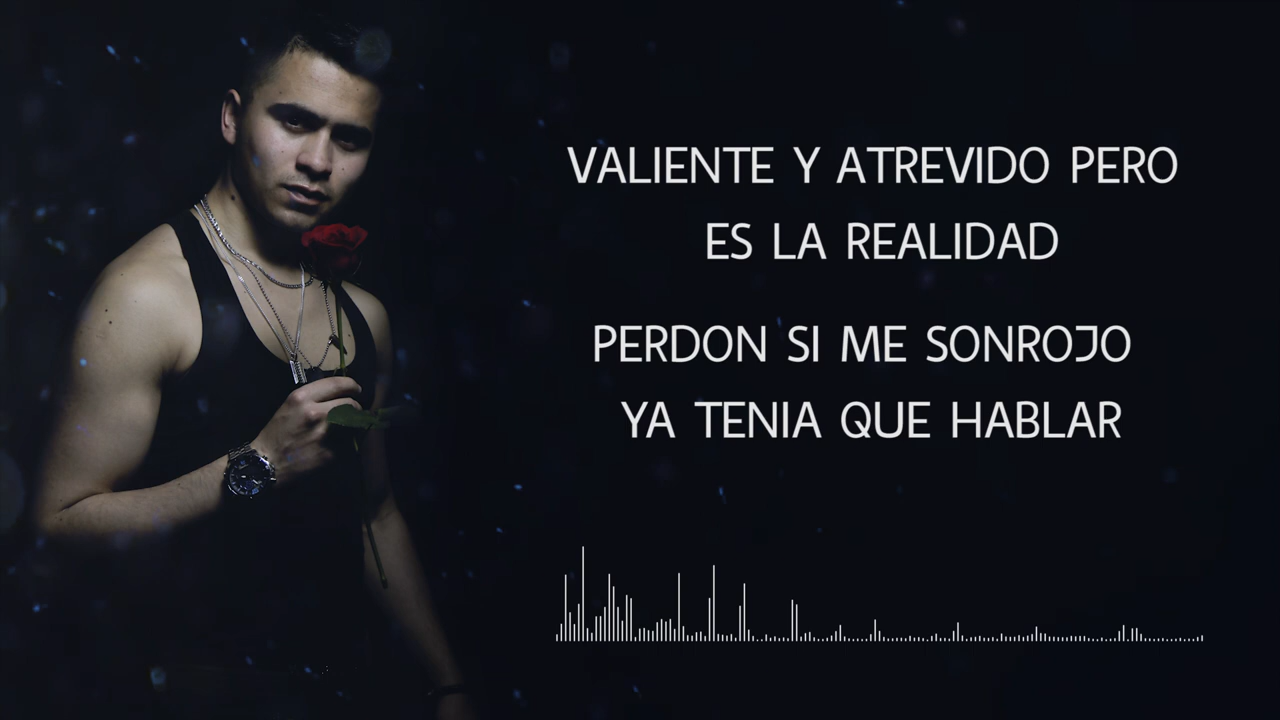 VALIENTE Y ATREVIDO PERO
ES LA REALIDAD
PERDON SI ME SONROJO
YA TENIA QUE HABLAR